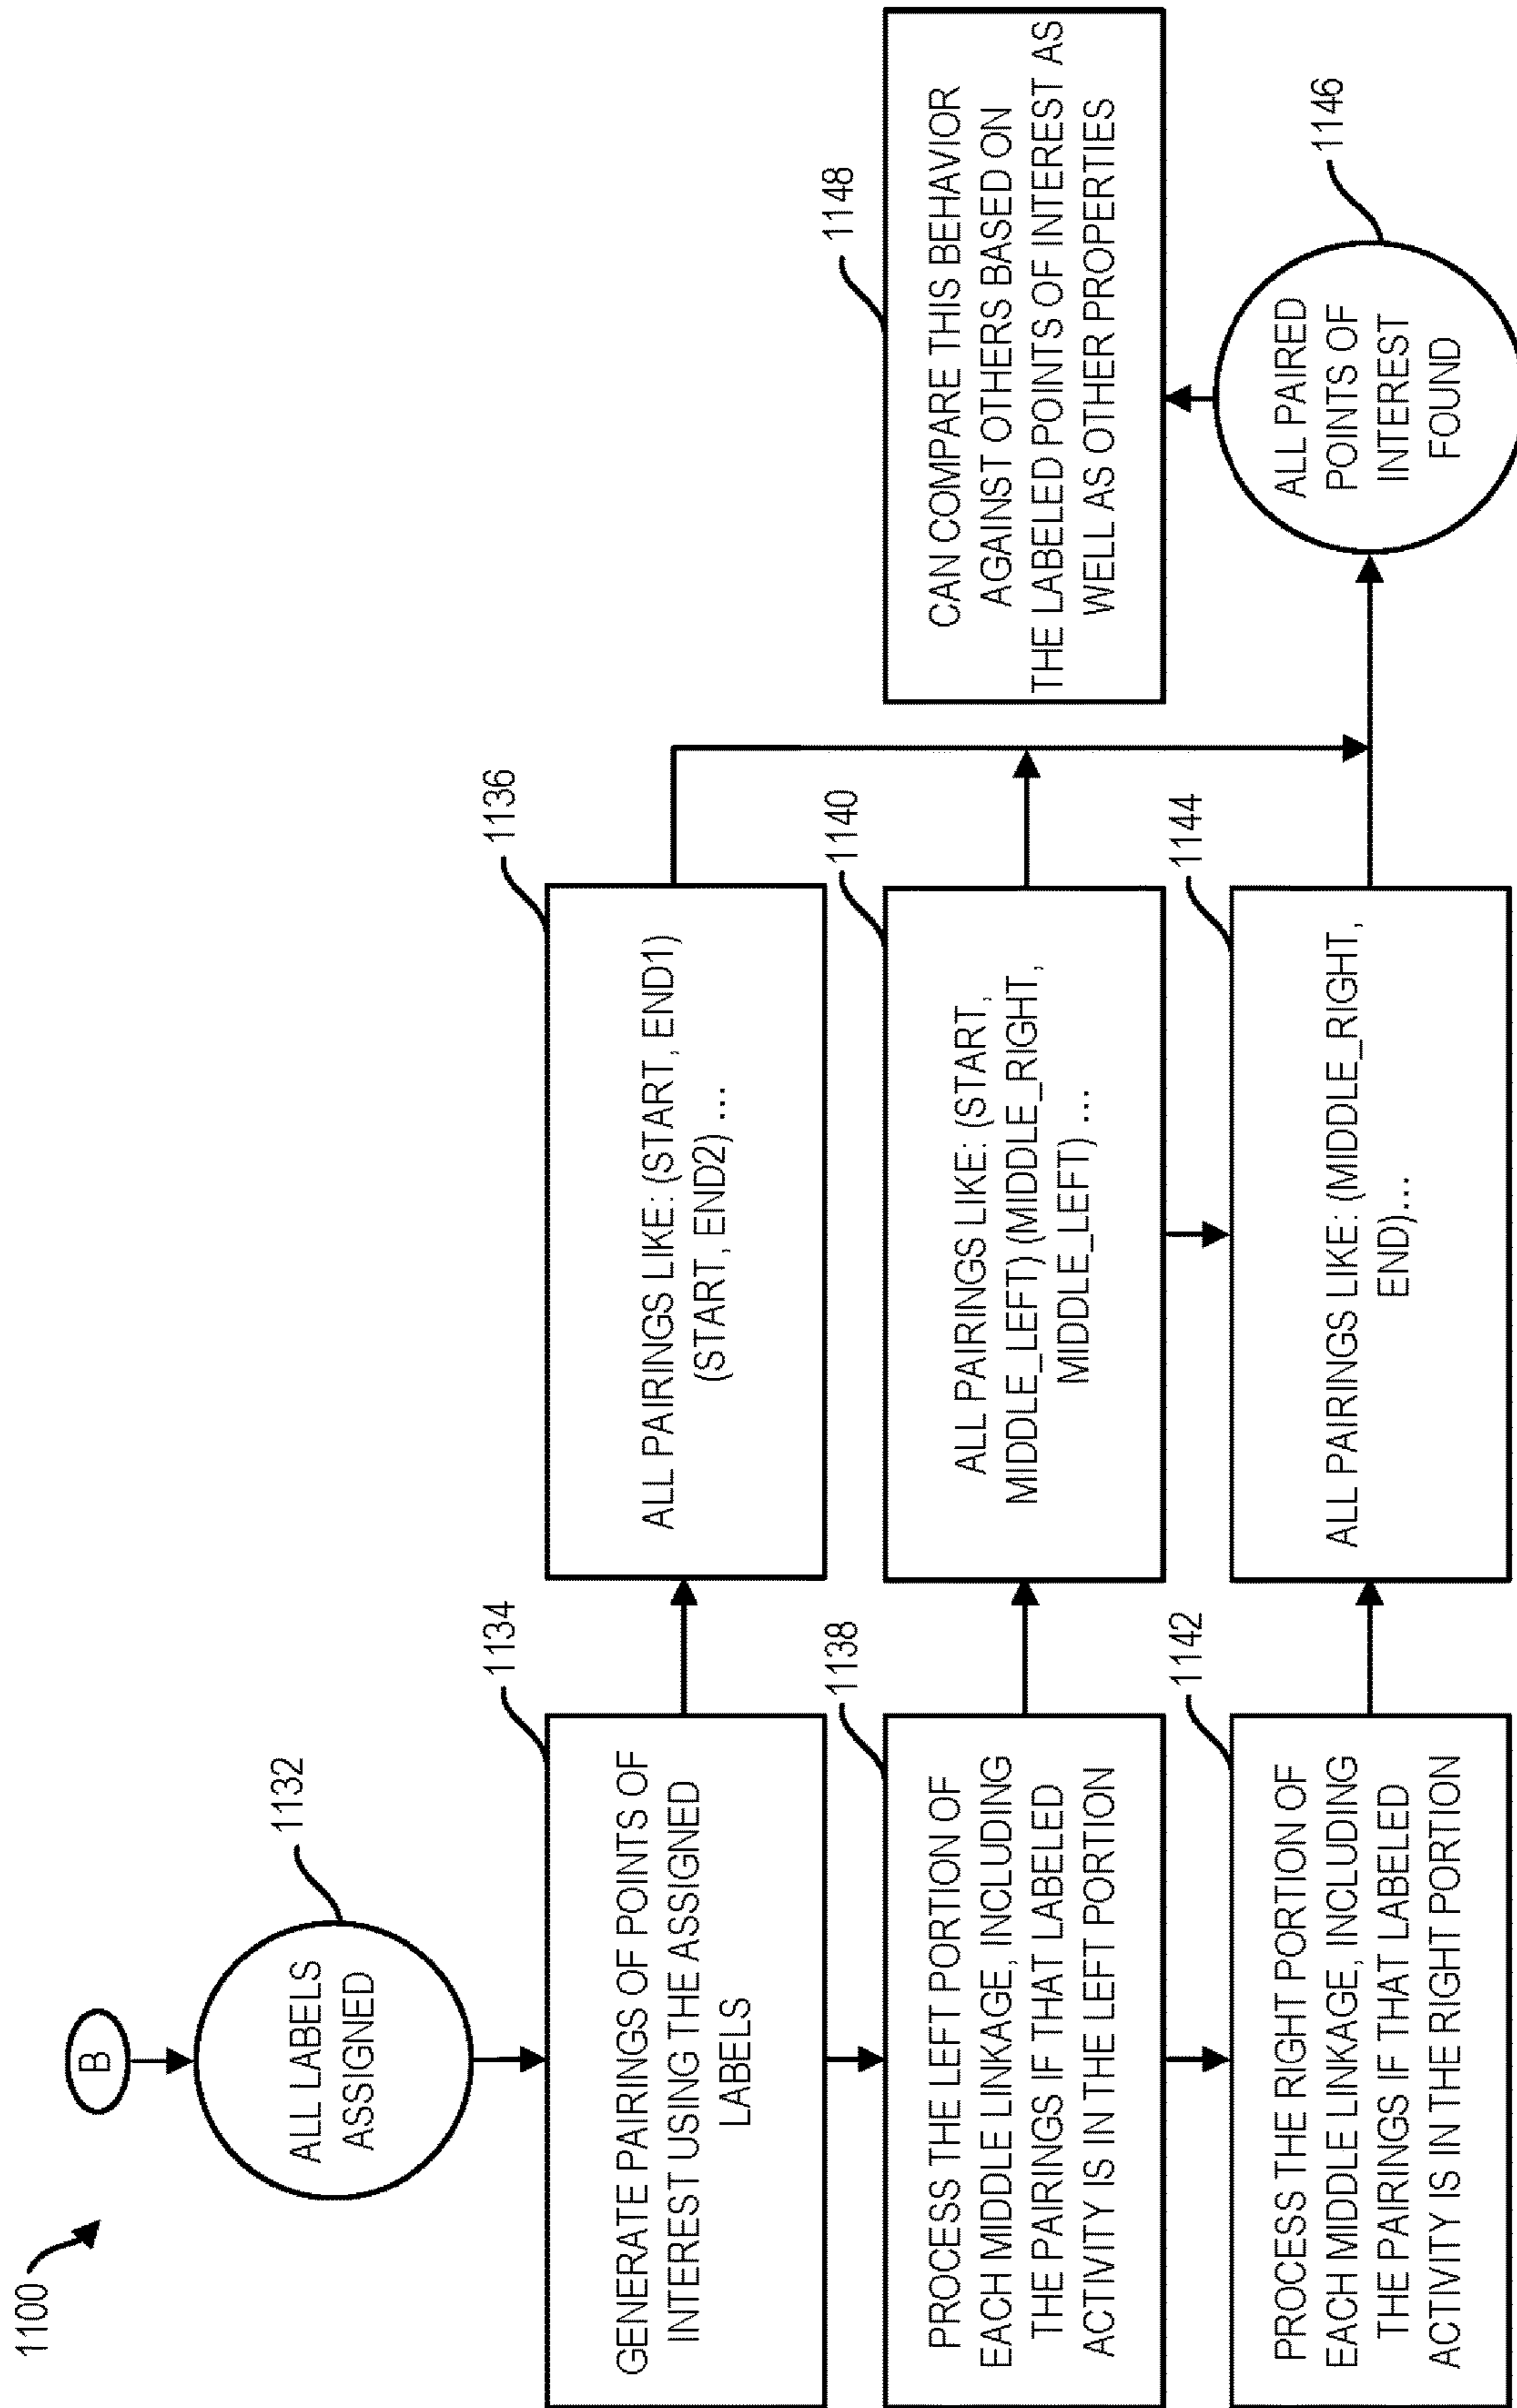 1100
B
ALL LABELS
ASSIGNED
1132
GENERATE PAIRINGS OF POINTS OF
INTEREST USING THE ASSIGNED
LABELS
1134
ALL PAIRINGS LIKE: (START, END1)
(START, END2) ...
1136
PROCESS THE LEFT PORTION OF
EACH MIDDLE LINKAGE, INCLUDING
THE PAIRINGS IF THAT LABELED
ACTIVITY IS IN THE LEFT PORTION
1138
ALL PAIRINGS LIKE: (START,
MIDDLE_LEFT) (MIDDLE_RIGHT,
MIDDLE_LEFT) ...
1140
PROCESS THE RIGHT PORTION OF
EACH MIDDLE LINKAGE, INCLUDING
THE PAIRINGS IF THAT LABELED
ACTIVITY IS IN THE RIGHT PORTION
1142
ALL PAIRINGS LIKE: (MIDDLE_RIGHT,
END)...
1144
ALL PAIRED
POINTS OF
INTEREST
FOUND
1146
CAN COMPARE THIS BEHAVIOR
AGAINST OTHERS BASED ON
THE LABELED POINTS OF INTEREST AS
WELL AS OTHER PROPERTIES
1148